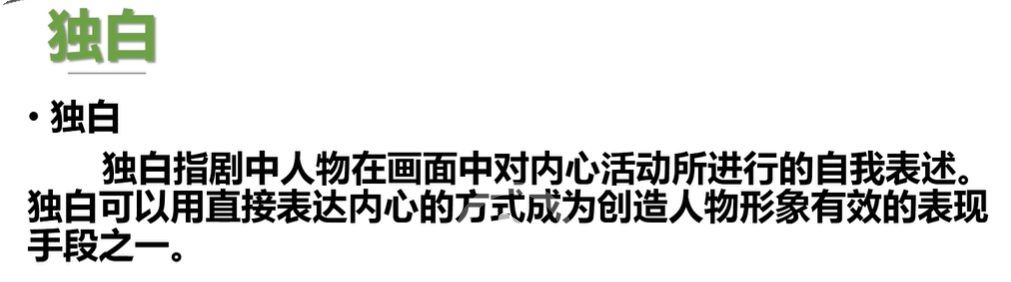 独白
• 独白
独白指剧中人物在画面中对内心活动所进行的自我表述。
独白可以用直接表达内心的方式成为创造人物形象有效的表现
手段之一。